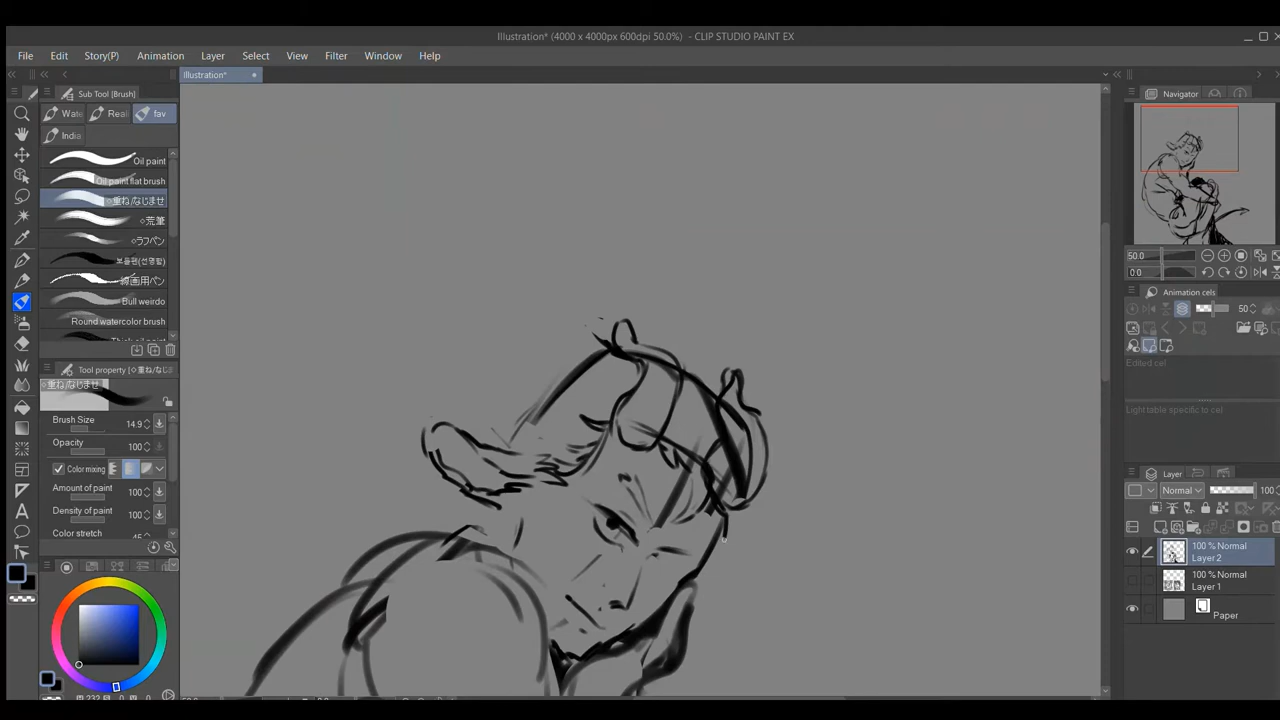 Illustration* (4000 x 4000px 600dpi 50.0%) - CLIP STUDIO PAINT EX
File Edit Story(P) Animation Layer Select View Filter Window Help
Illustration*
Sub Tool [Brush]
Wate Real fav
India
Oil paint
Oil paint flat brush
◇重ね/なじませ
◇荒筆
◇ラフペン
線画用ペン
Bull weirdo
Round watercolor brush
Tool property [◇重ね/なじ
◇重ね/なじませ
Brush Size 14.9
Opacity 100
Color mixing
Amount of paint 100
Density of paint 100
Color stretch
Navigator
50.0
0.0
Animation cels
50
Edited cel
Light table specific to cel
Layer
Normal 100
100 % Normal
Layer 2
100 % Normal
Layer 1
Paper